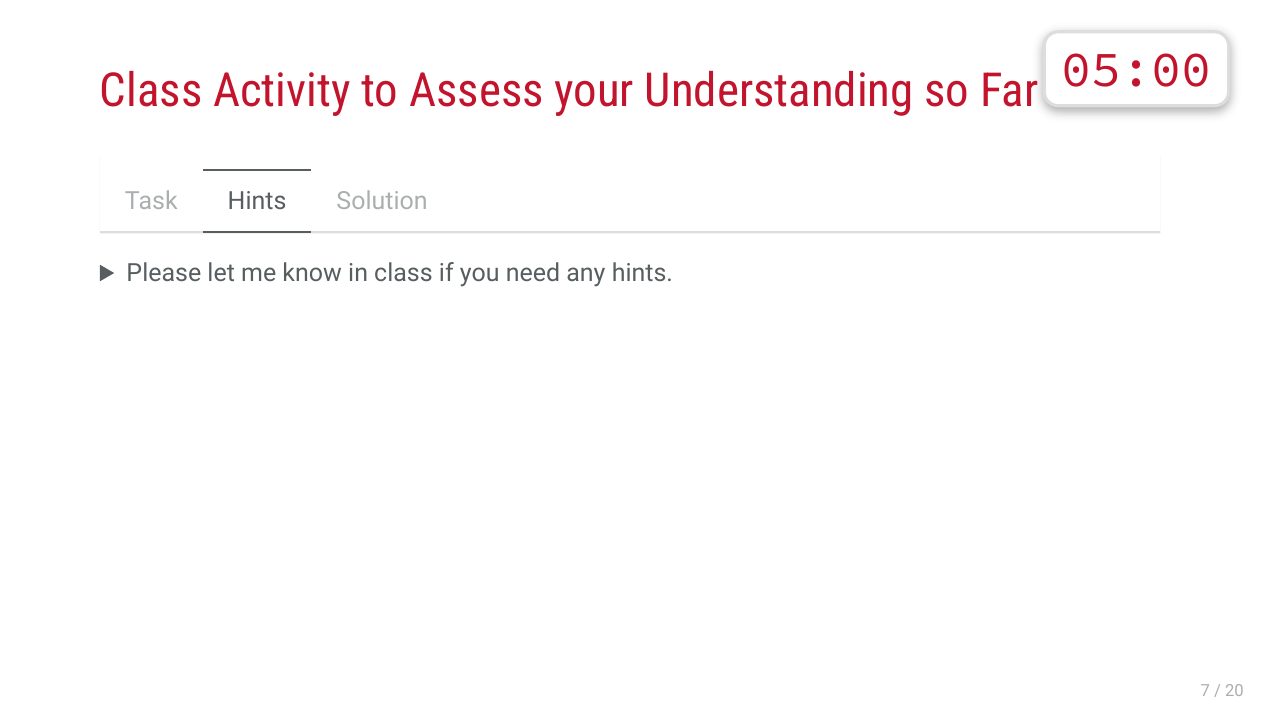 Class Activity to Assess your Understanding so Far
05:00
Task Hints Solution
Please let me know in class if you need any hints.
7 / 20